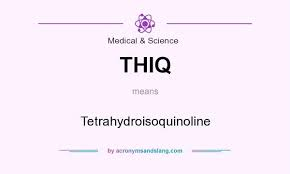 Medical & Science
THIQ
means
Tetrahydroisoquinoline
by acronymsandslang.com